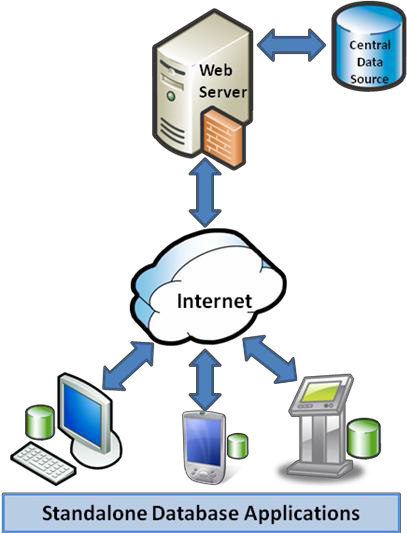 Web
Server
Central
Data
Source
Internet
Standalone Database Applications